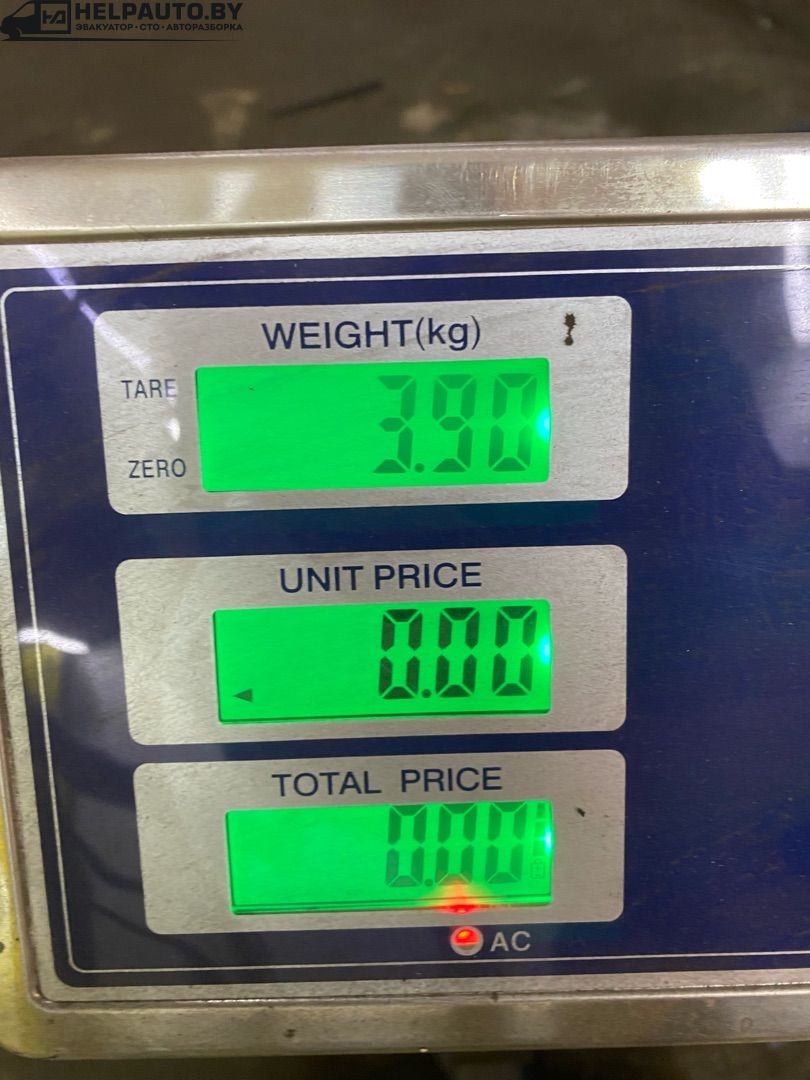 HELPAUTO.BY
ЭВАКУАТОР • СТО • АВТОРАЗБОРКА
WEIGHT(kg)
TARE
3.90
ZERO
UNIT PRICE
0.00
TOTAL PRICE
0.00
AC